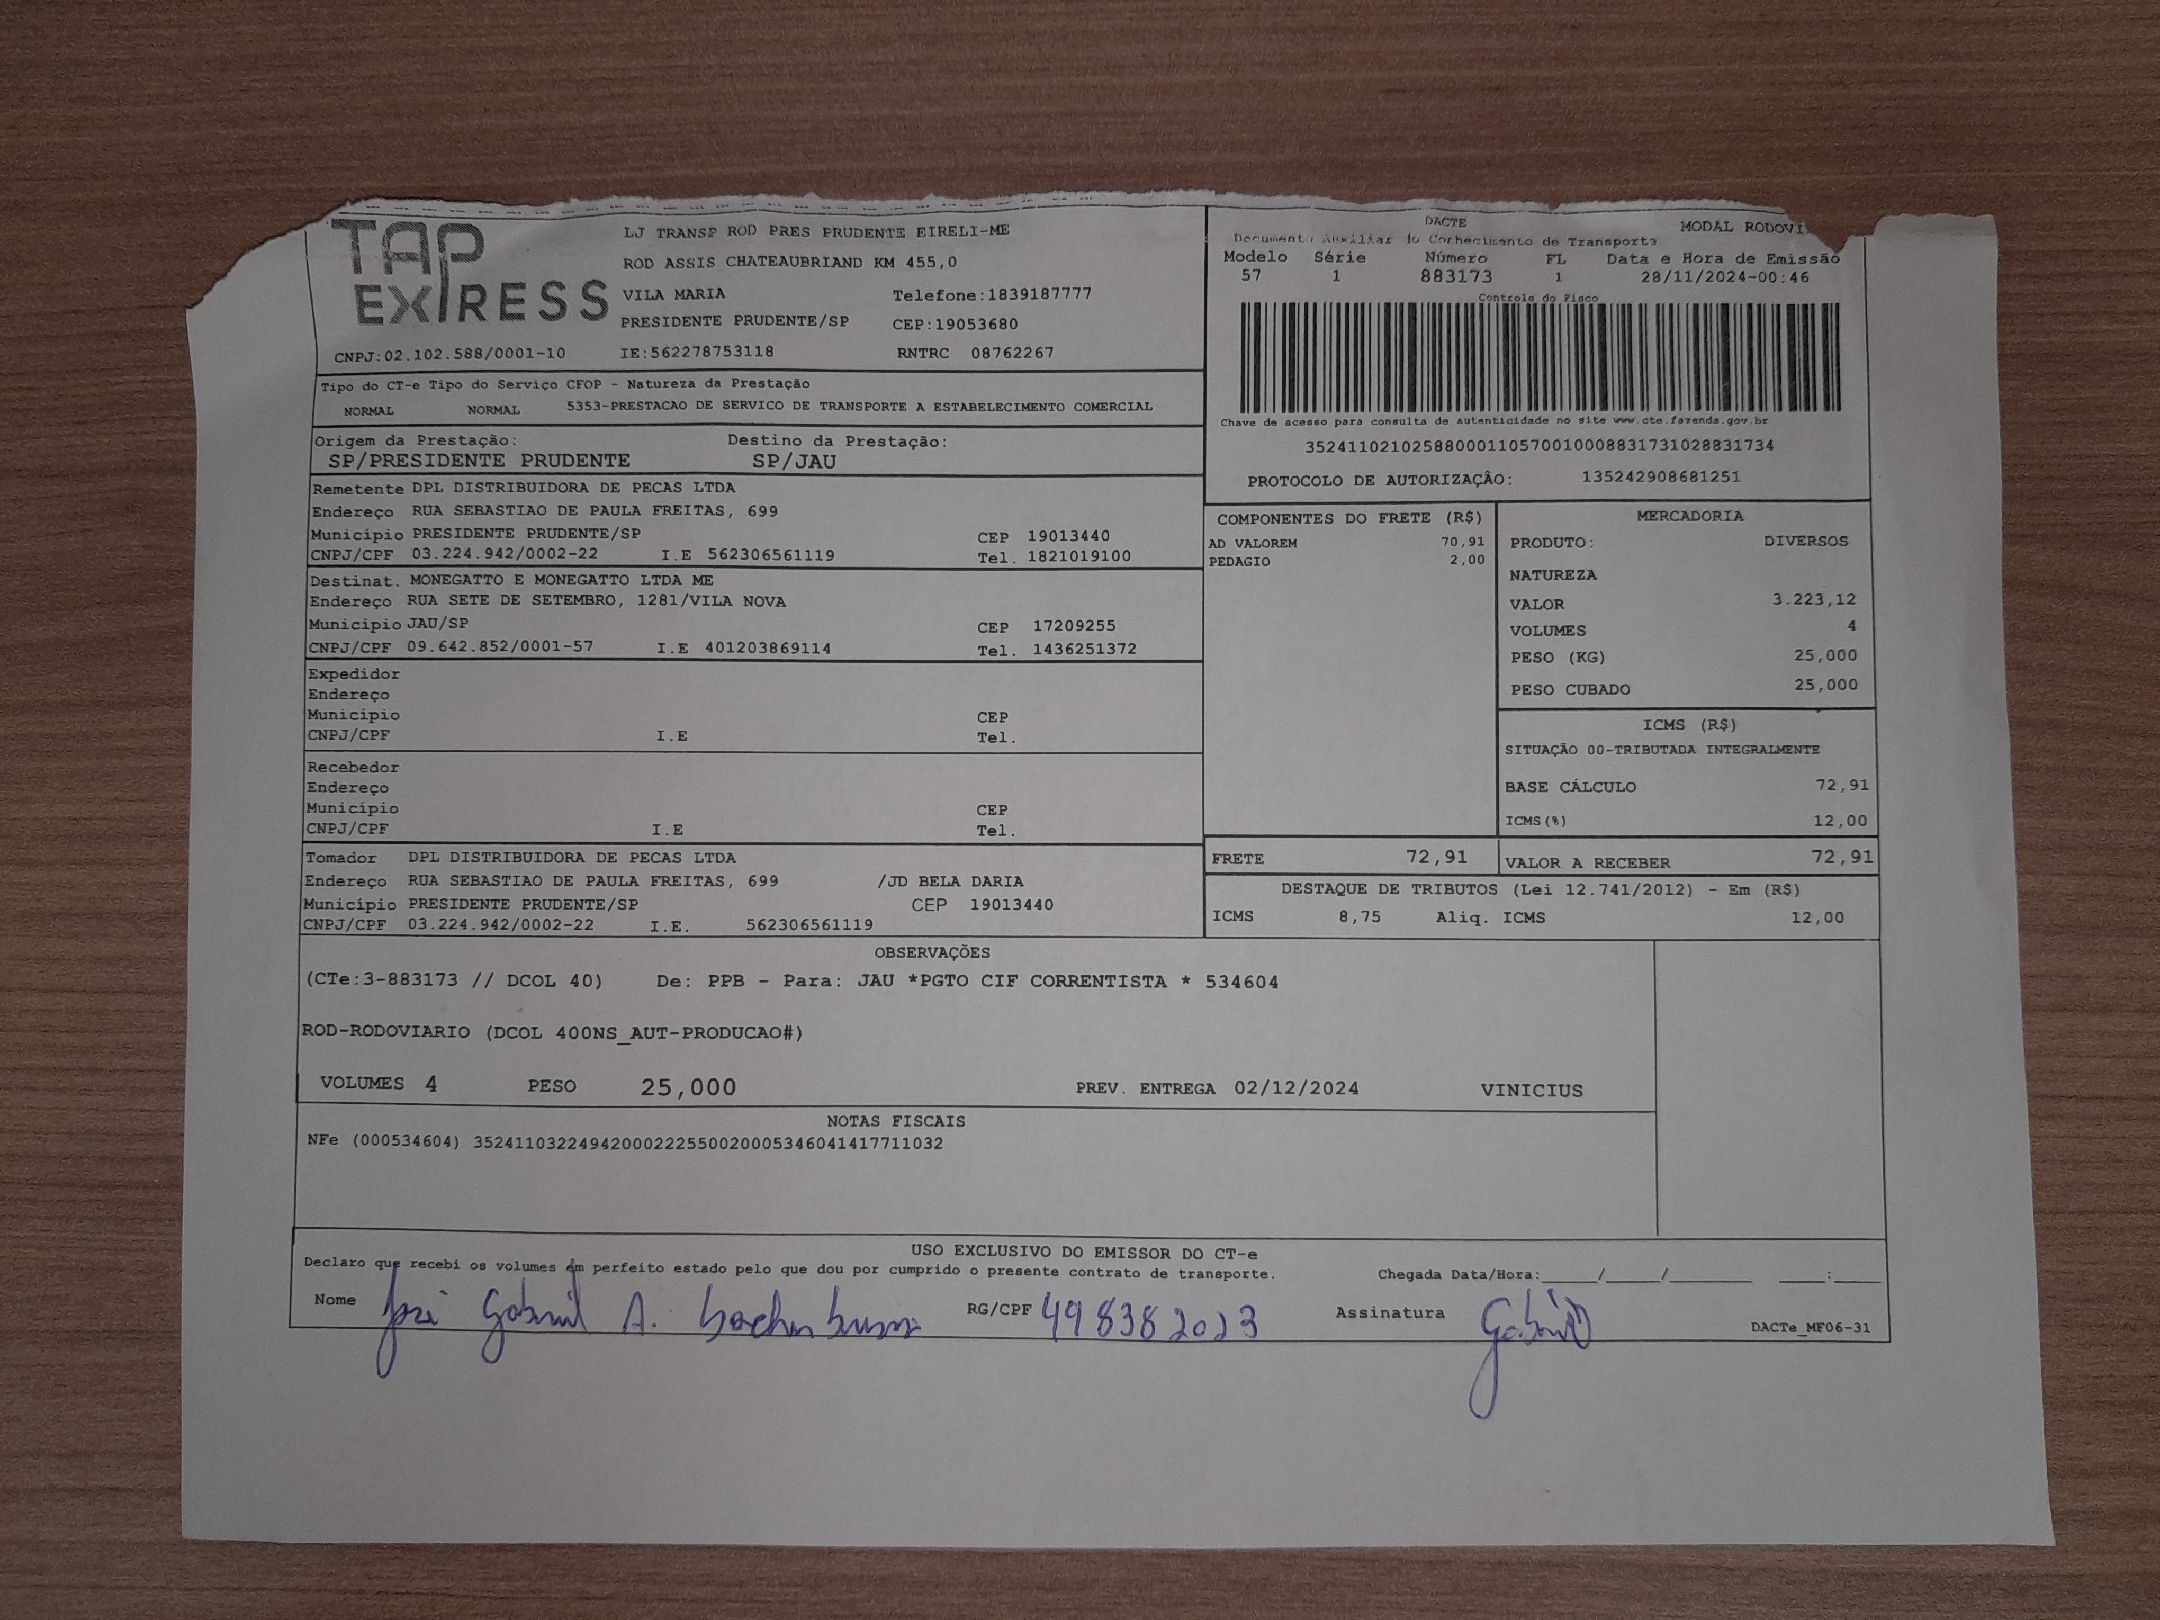 TAP
EXPRESS
LJ TRANSP ROD PRES PRUDENTE EIRELI-ME
ROD ASSIS CHATEAUBRIAND KM 455,0
VILA MARIA Telefone:1839187777
PRESIDENTE PRUDENTE/SP CEP:19053680
CNPJ:02.102.588/0001-10 IE:562278753118 RNTRC 08762267
DACTE MODAL RODOVI
Documento Auxiliar do Conhecimento de Transporte
Modelo Série Número FL Data e Hora de Emissão
57 1 883173 1 28/11/2024-00:46
Controle do Fisco
Chave de acesso para consulta de autenticidade no site www.cte.fazenda.gov.br
35241102102588000110570010008831731028831734
PROTOCOLO DE AUTORIZAÇÂO: 135242908681251
Tipo do CT-e Tipo do Serviço CFOP - Natureza da Prestação
NORMAL NORMAL 5353-PRESTACAO DE SERVICO DE TRANSPORTE A ESTABELECIMENTO COMERCIAL
Origem da Prestação: Destino da Prestação:
SP/PRESIDENTE PRUDENTE SP/JAU
Remetente DPL DISTRIBUIDORA DE PECAS LTDA
Endereço RUA SEBASTIAO DE PAULA FREITAS, 699
Município PRESIDENTE PRUDENTE/SP CEP 19013440
CNPJ/CPF 03.224.942/0002-22 I.E 562306561119 Tel. 1821019100
Destinat. MONEGATTO E MONEGATTO LTDA ME
Endereço RUA SETE DE SETEMBRO, 1281/VILA NOVA
Município JAU/SP CEP 17209255
CNPJ/CPF 09.642.852/0001-57 I.E 401203869114 Tel. 1436251372
Expedidor
Endereço
Município CEP
CNPJ/CPF I.E Tel.
Recebedor
Endereço
Município CEP
CNPJ/CPF I.E Tel.
Tomador DPL DISTRIBUIDORA DE PECAS LTDA
Endereço RUA SEBASTIAO DE PAULA FREITAS, 699 /JD BELA DARIA
Município PRESIDENTE PRUDENTE/SP CEP 19013440
CNPJ/CPF 03.224.942/0002-22 I.E. 562306561119
COMPONENTES DO FRETE (R$)
AD VALOREM 70,91
PEDAGIO 2,00
MERCADORIA
PRODUTO: DIVERSOS
NATUREZA
VALOR 3.223,12
VOLUMES 4
PESO (KG) 25,000
PESO CUBADO 25,000
ICMS (R$)
SITUAÇÃO 00-TRIBUTADA INTEGRALMENTE
BASE CÁLCULO 72,91
ICMS(%) 12,00
FRETE 72,91 VALOR A RECEBER 72,91
DESTAQUE DE TRIBUTOS (Lei 12.741/2012) - Em (R$)
ICMS 8,75 Aliq. ICMS 12,00
OBSERVAÇÕES
(CTe:3-883173 // DCOL 40) De: PPB - Para: JAU *PGTO CIF CORRENTISTA * 534604
ROD-RODOVIARIO (DCOL 400NS_AUT-PRODUCAO#)
VOLUMES 4 PESO 25,000 PREV. ENTREGA 02/12/2024 VINICIUS
NOTAS FISCAIS
NFe (000534604) 35241103224942000222550020005346041417711032
USO EXCLUSIVO DO EMISSOR DO CT-e
Declaro que recebi os volumes em perfeito estado pelo que dou por cumprido o presente contrato de transporte. Chegada Data/Hora:_____/_____/________ ____:____
Nome José Gabriel A. RG/CPF 498382023 Assinatura Gabriel
DACTe_MF06-31